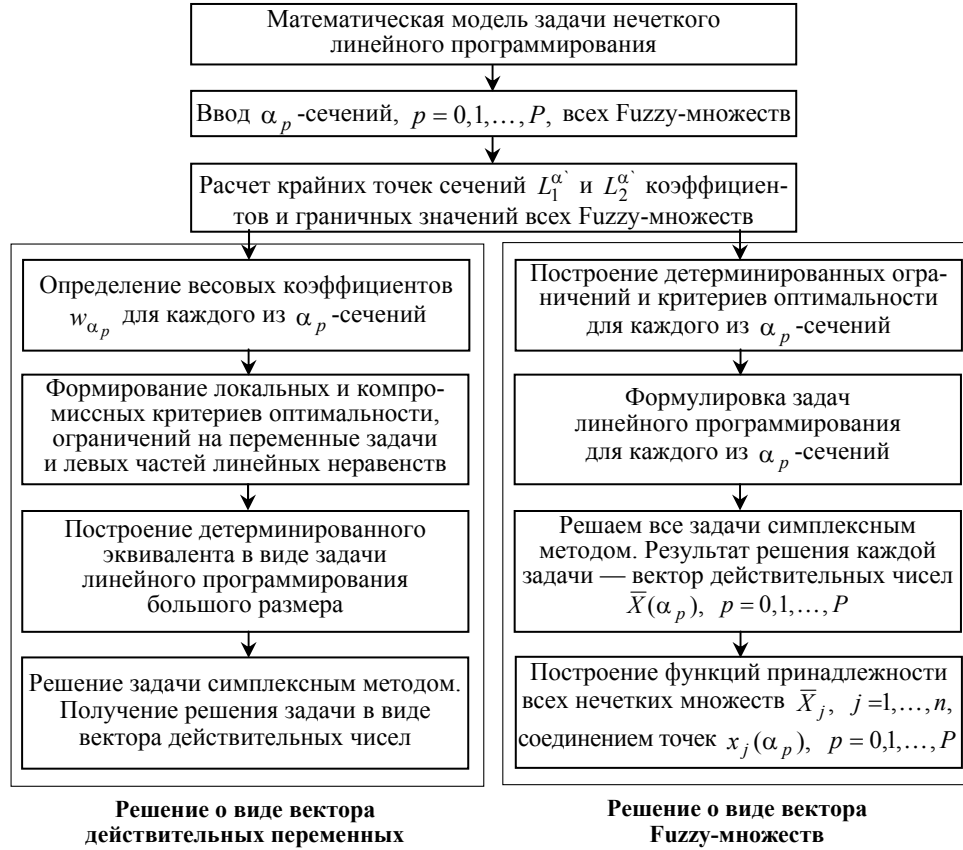 Математическая модель задачи нечеткого
линейного программирования
Ввод α_p -сечений, p = 0,1,…, P, всех Fuzzy-множеств
Расчет крайних точек сечений L_1^{α`} и L_2^{α`} коэффициен-
тов и граничных значений всех Fuzzy-множеств
Определение весовых коэффициентов
w_{α_p} для каждого из α_p -сечений
Формирование локальных и компро-
миссных критериев оптимальности,
ограничений на переменные задачи
и левых частей линейных неравенств
Построение детерминированного
эквивалента в виде задачи
линейного программирования
большого размера
Решение задачи симплексным методом.
Получение решения задачи в виде
вектора действительных чисел
Решение о виде вектора
действительных переменных
Построение детерминированных огра-
ничений и критериев оптимальности
для каждого из α_p -сечений
Формулировка задач
линейного программирования
для каждого из α_p -сечений
Решаем все задачи симплексным
методом. Результат решения каждой
задачи — вектор действительных чисел
X̅(α_p), p = 0,1,…, P
Построение функций принадлежности
всех нечетких множеств X̅_j, j =1,…, n,
соединением точек x_j(α_p), p = 0,1,…, P
Решение о виде вектора
Fuzzy-множеств